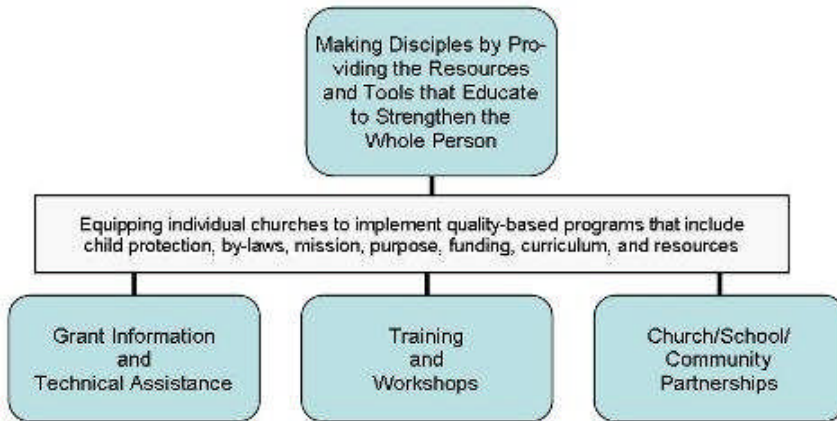 Making Disciples by Pro-
viding the Resources
and Tools that Educate
to Strengthen the
Whole Person
Equipping individual churches to implement quality-based programs that include
child protection, by-laws, mission, purpose, funding, curriculum, and resources
Grant Information
and
Technical Assistance
Training
and
Workshops
Church/School/
Community
Partnerships